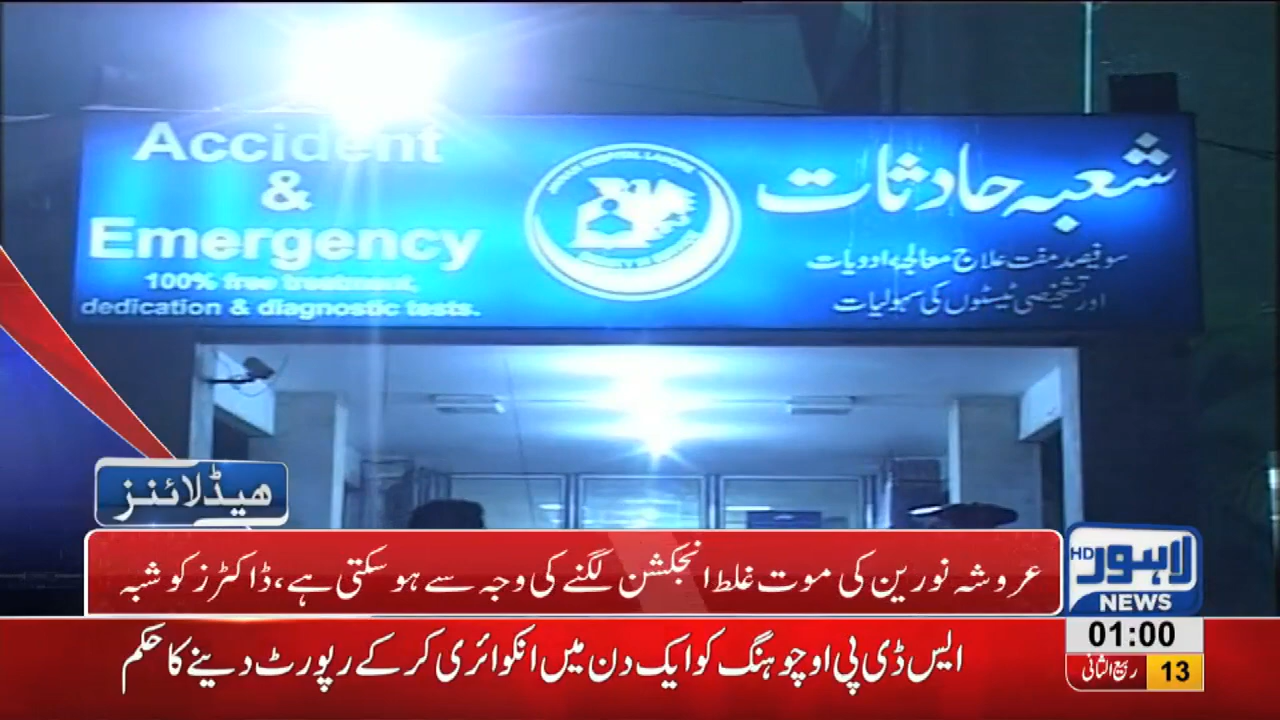 Accident
&
Emergency
100% free treatment,
dedication & diagnostic tests.
شعبہ حادثات
سو فیصد مفت علاج معالجہ ادویات
اور تشخیصی ٹیسٹوں کی سہولیات
ھیڈ لائنز
عروشہ نورین کی موت غلط انجکشن لگنے کی وجہ سے ہو سکتی ہے، ڈاکٹرز کو شبہ
ایس ڈی پی او چوہنگ کو ایک دن میں انکوائری کر کے رپورٹ دینے کا حکم
HD لاہور
NEWS
01:00
13 ربیع الثانی